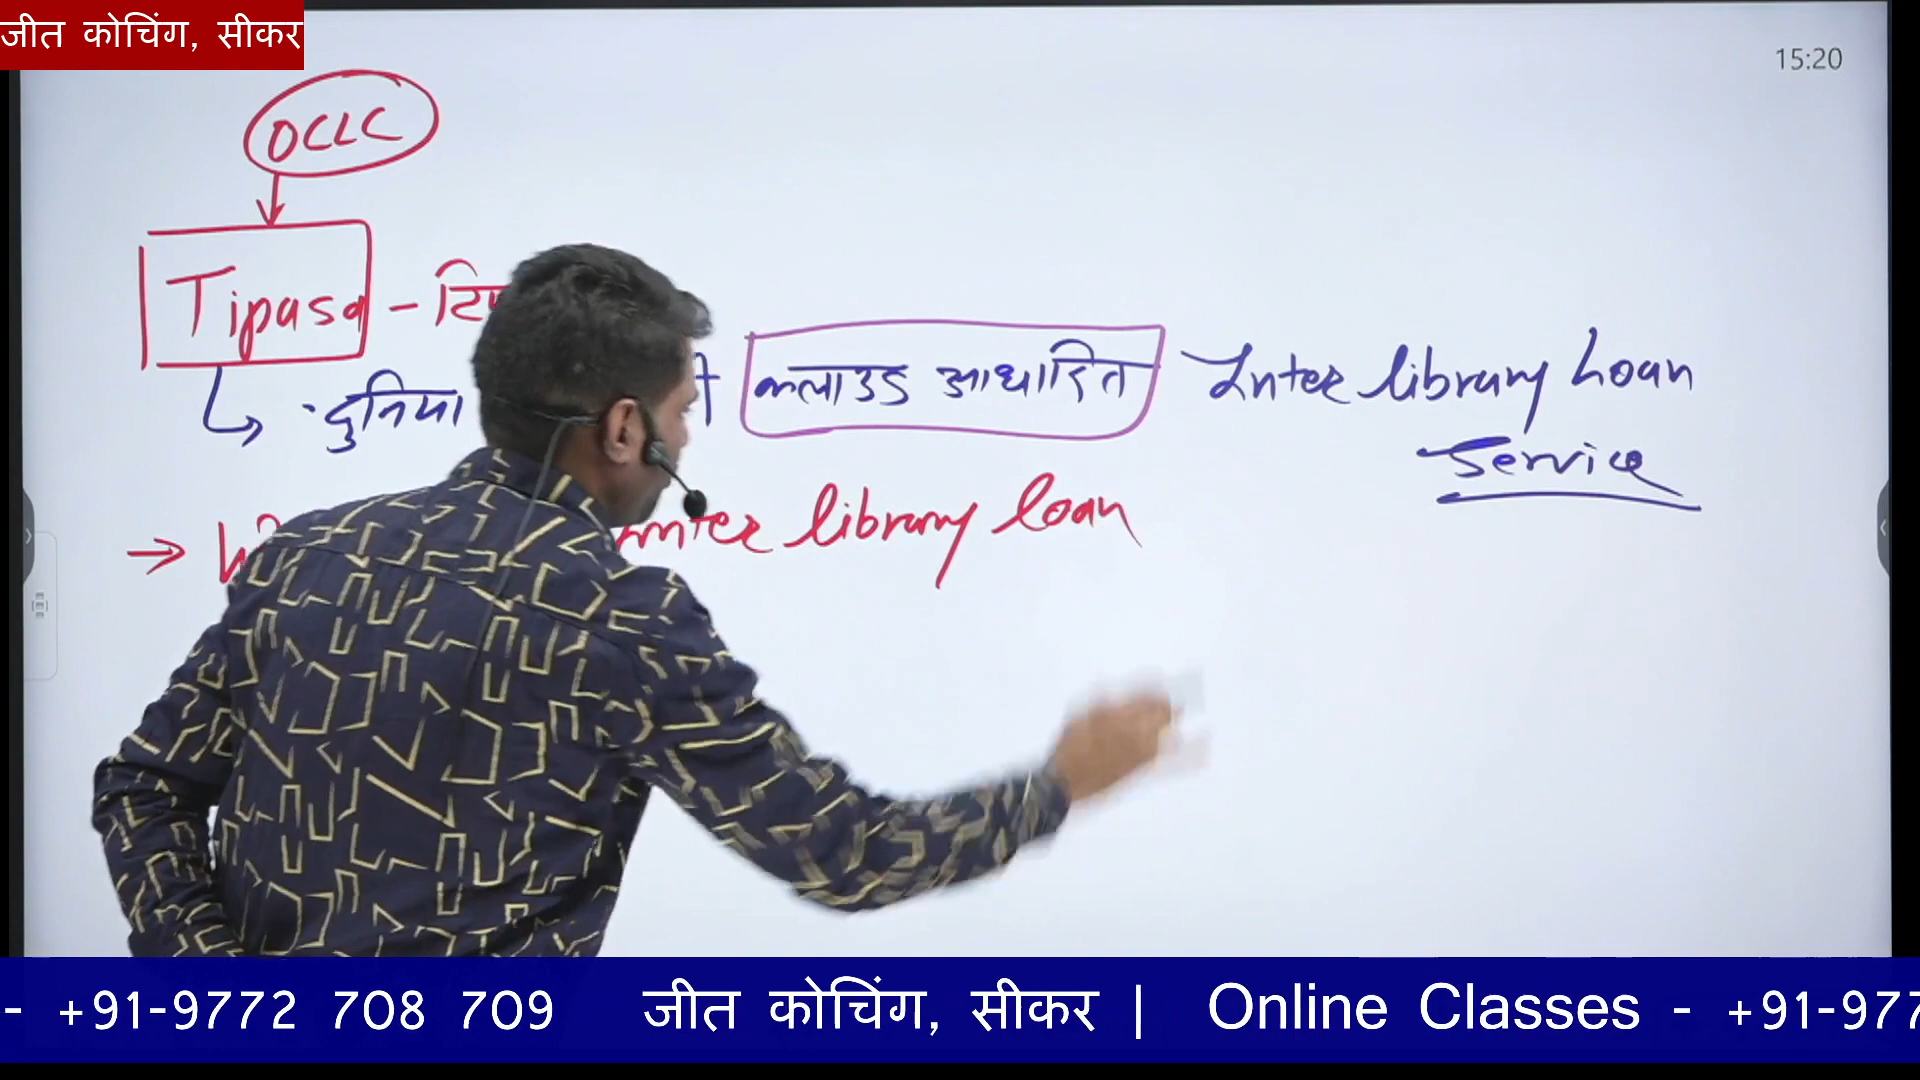 जीत कोचिंग, सीकर
15:20
OCLC
Tipasa -
दुनिया क्लाउड आधारित Inter library Loan
Service
→ Inter library loan
- +91-9772 708 709 जीत कोचिंग, सीकर | Online Classes - +91-977